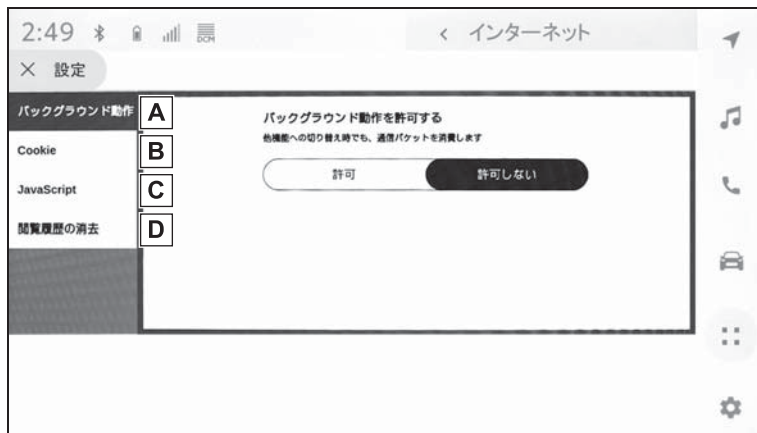 2:49 DCM < インターネット
× 設定
バックグラウンド動作 A
Cookie B
JavaScript C
閲覧履歴の消去 D
バックグラウンド動作を許可する
他機能への切り替え時でも、通信パケットを消費します
許可 許可しない